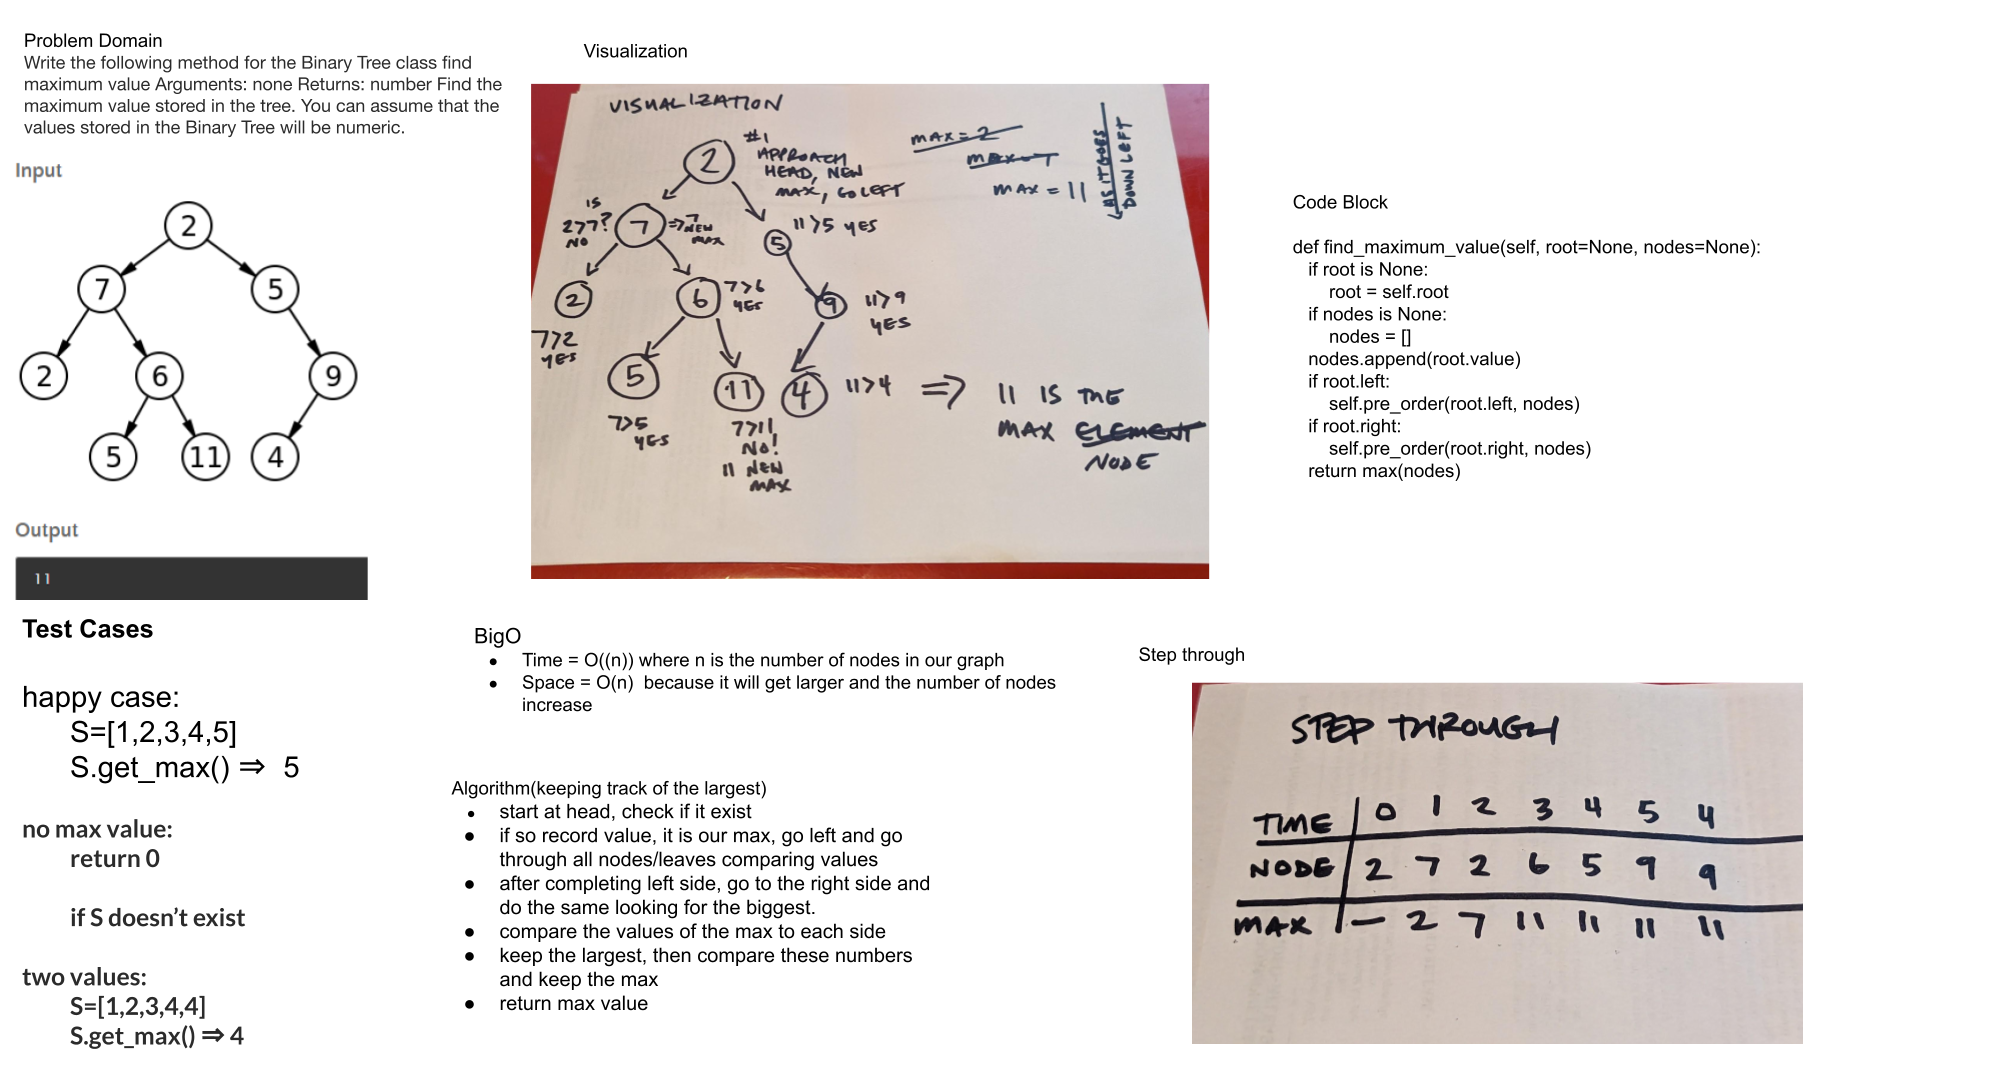 Problem Domain
Write the following method for the Binary Tree class find
maximum value Arguments: none Returns: number Find the
maximum value stored in the tree. You can assume that the
values stored in the Binary Tree will be numeric.
Input
2
7
5
2
6
9
5
11
4
Output
11
Test Cases
happy case:
S=[1,2,3,4,5]
S.get_max() ⇒ 5
no max value:
return 0
if S doesn't exist
two values:
S=[1,2,3,4,4]
S.get_max() ⇒ 4
Visualization
VISUALIZATION
2
#1
APPROACH
HEAD, NEW
MAX, GO LEFT
MAX = 2
MAX = 7
MAX = 11
AS IT GOES
DOWN LEFT
IS
2>7?
NO
7
=>7
NEW
MAX
11>5 YES
5
2
7>2
YES
6
7>6
YES
9
11>9
YES
5
7>5
YES
11
7>11
NO!
11 NEW
MAX
4
11>4 => 11 IS THE
MAX ELEMENT
NODE
BigO
● Time = O((n)) where n is the number of nodes in our graph
● Space = O(n) because it will get larger and the number of nodes
increase
Algorithm(keeping track of the largest)
● start at head, check if it exist
● if so record value, it is our max, go left and go
through all nodes/leaves comparing values
● after completing left side, go to the right side and
do the same looking for the biggest.
● compare the values of the max to each side
● keep the largest, then compare these numbers
and keep the max
● return max value
Code Block
def find_maximum_value(self, root=None, nodes=None):
if root is None:
root = self.root
if nodes is None:
nodes = []
nodes.append(root.value)
if root.left:
self.pre_order(root.left, nodes)
if root.right:
self.pre_order(root.right, nodes)
return max(nodes)
Step through
STEP THROUGH
TIME 0 1 2 3 4 5 4
NODE 2 7 2 6 5 9 9
MAX — 2 7 11 11 11 11